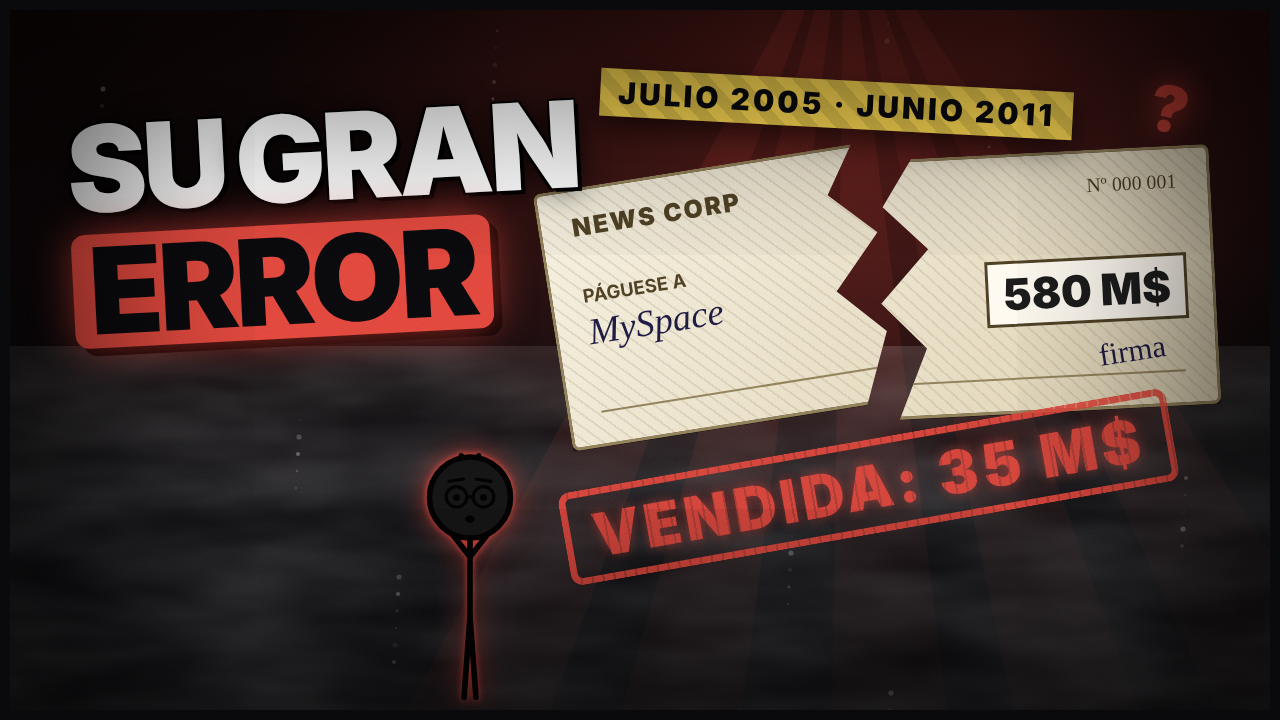 SU GRAN
ERROR
JULIO 2005 · JUNIO 2011
?
NEWS CORP
PÁGUESE A
MySpace
Nº 000 001
580 M$
firma
VENDIDA: 35 M$